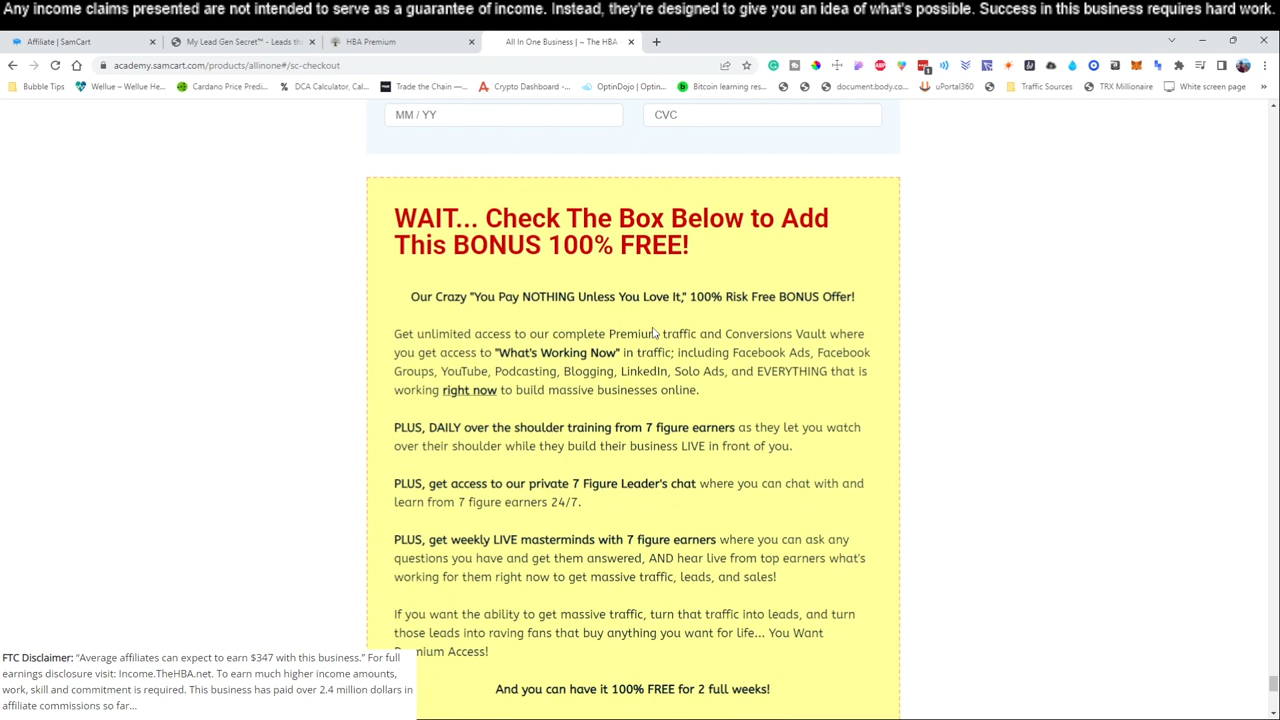 Any income claims presented are not intended to serve as a guarantee of income. Instead, they're designed to give you an idea of what's possible. Success in this business requires hard work.
Affiliate | SamCart
My Lead Gen Secret™ - Leads tha
HBA Premium
All In One Business | ~ The HBA
academy.samcart.com/products/allinone#/sc-checkout
Bubble Tips
Wellue – Wellue He...
Cardano Price Predi...
DCA Calculator, Cal...
Trade the Chain —...
Crypto Dashboard -...
OptinDojo | Optin:...
Bitcoin learning res...
document.body.co...
uPortal360
Traffic Sources
TRX Millionaire
White screen page
MM / YY
CVC
WAIT... Check The Box Below to Add
This BONUS 100% FREE!
Our Crazy "You Pay NOTHING Unless You Love It," 100% Risk Free BONUS Offer!
Get unlimited access to our complete Premium traffic and Conversions Vault where
you get access to "What's Working Now" in traffic; including Facebook Ads, Facebook
Groups, YouTube, Podcasting, Blogging, LinkedIn, Solo Ads, and EVERYTHING that is
working right now to build massive businesses online.
PLUS, DAILY over the shoulder training from 7 figure earners as they let you watch
over their shoulder while they build their business LIVE in front of you.
PLUS, get access to our private 7 Figure Leader's chat where you can chat with and
learn from 7 figure earners 24/7.
PLUS, get weekly LIVE masterminds with 7 figure earners where you can ask any
questions you have and get them answered, AND hear live from top earners what's
working for them right now to get massive traffic, leads, and sales!
If you want the ability to get massive traffic, turn that traffic into leads, and turn
those leads into raving fans that buy anything you want for life... You Want
Premium Access!
And you can have it 100% FREE for 2 full weeks!
FTC Disclaimer: “Average affiliates can expect to earn $347 with this business.” For full
earnings disclosure visit: Income.TheHBA.net. To earn much higher income amounts,
work, skill and commitment is required. This business has paid over 2.4 million dollars in
affiliate commissions so far...